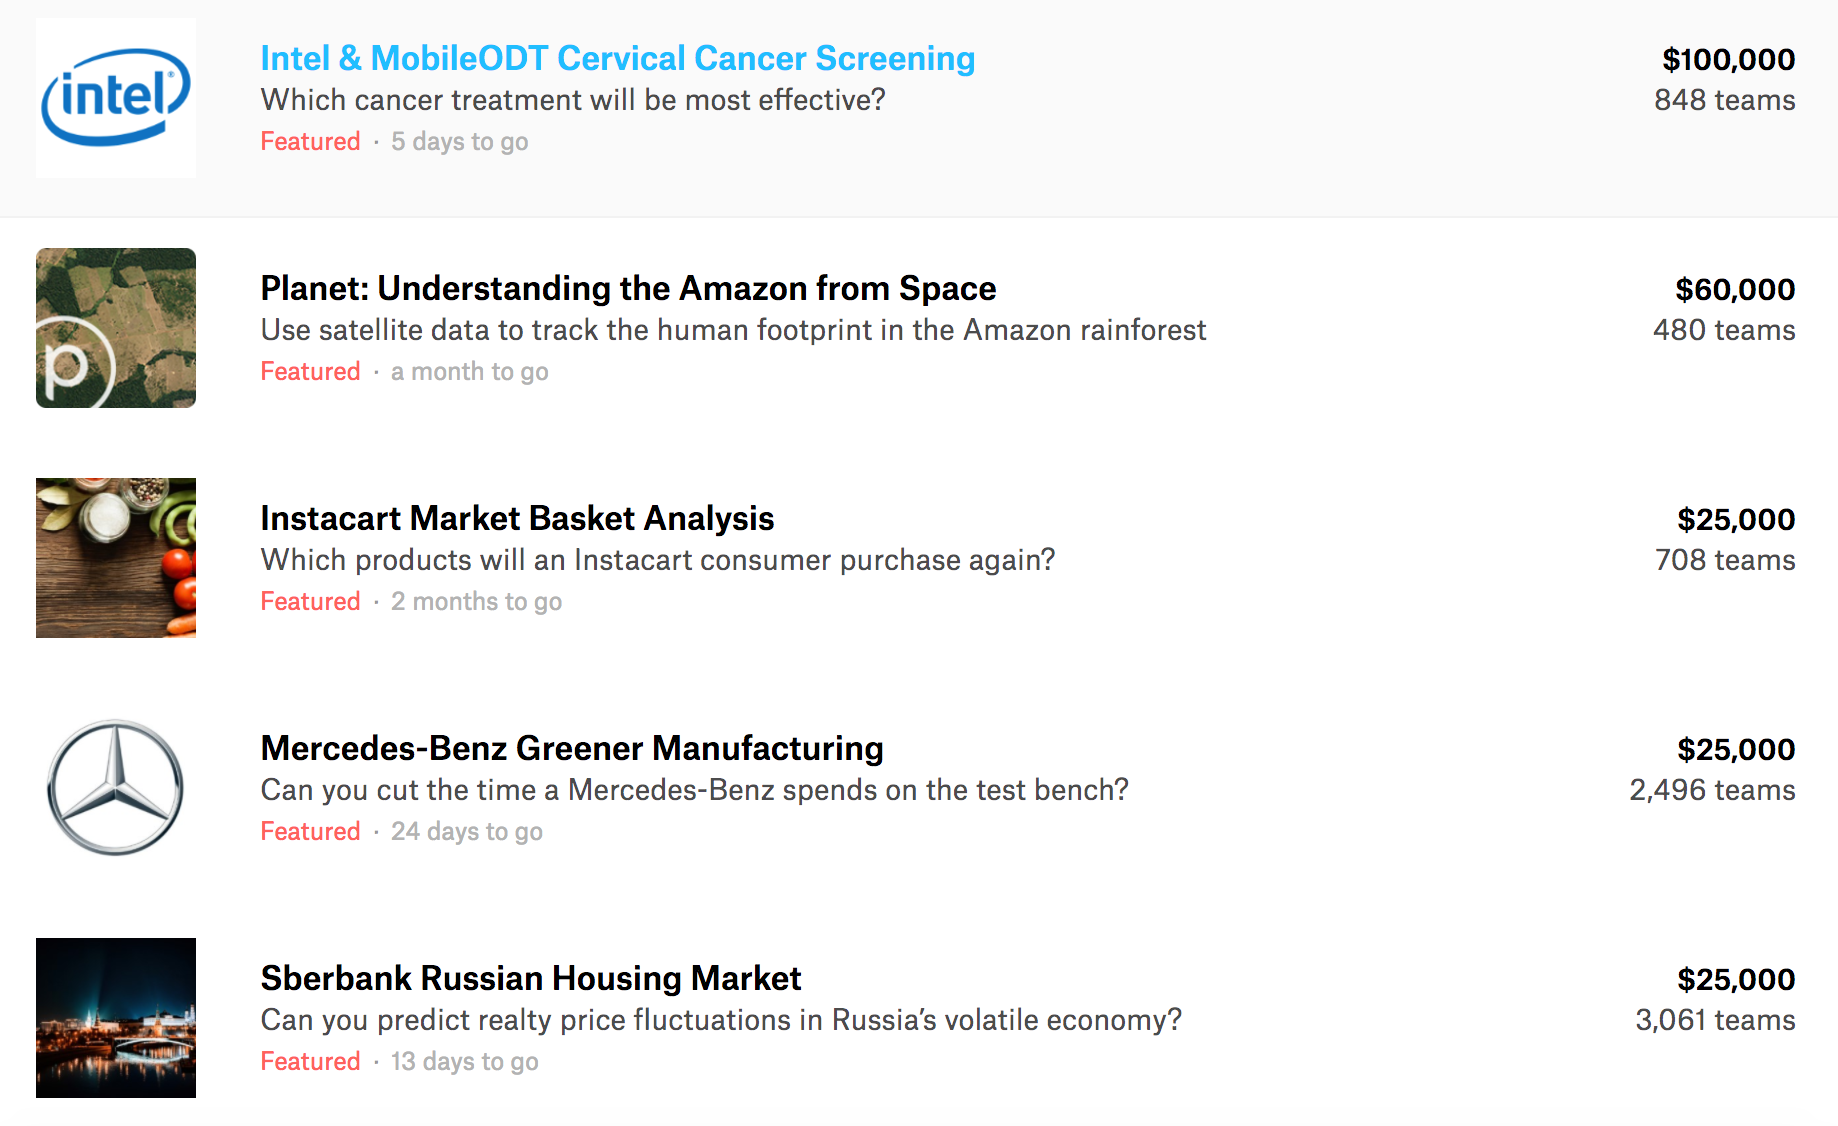 intel®
Intel & MobileODT Cervical Cancer Screening
$100,000
Which cancer treatment will be most effective?
848 teams
Featured · 5 days to go
p
Planet: Understanding the Amazon from Space
$60,000
Use satellite data to track the human footprint in the Amazon rainforest
480 teams
Featured · a month to go
Instacart Market Basket Analysis
$25,000
Which products will an Instacart consumer purchase again?
708 teams
Featured · 2 months to go
Mercedes-Benz Greener Manufacturing
$25,000
Can you cut the time a Mercedes-Benz spends on the test bench?
2,496 teams
Featured · 24 days to go
Sberbank Russian Housing Market
$25,000
Can you predict realty price fluctuations in Russia’s volatile economy?
3,061 teams
Featured · 13 days to go